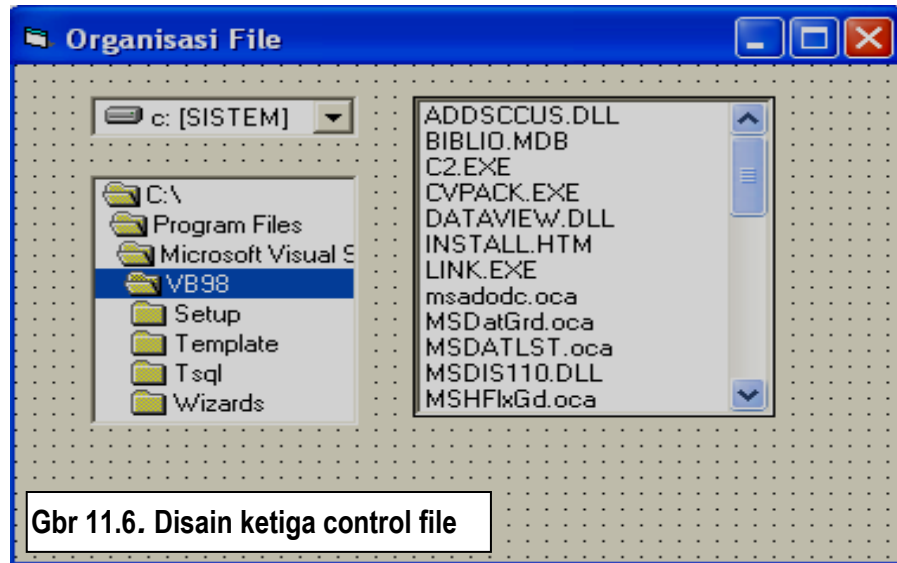 Organisasi File
c: [SISTEM]
C:\
Program Files
Microsoft Visual S
VB98
Setup
Template
Tsql
Wizards
ADDSCCUS.DLL
BIBLIO.MDB
C2.EXE
CVPACK.EXE
DATAVIEW.DLL
INSTALL.HTM
LINK.EXE
msadodc.oca
MSDatGrd.oca
MSDATLST.oca
MSDIS110.DLL
MSHFlxGd.oca
Gbr 11.6. Disain ketiga control file